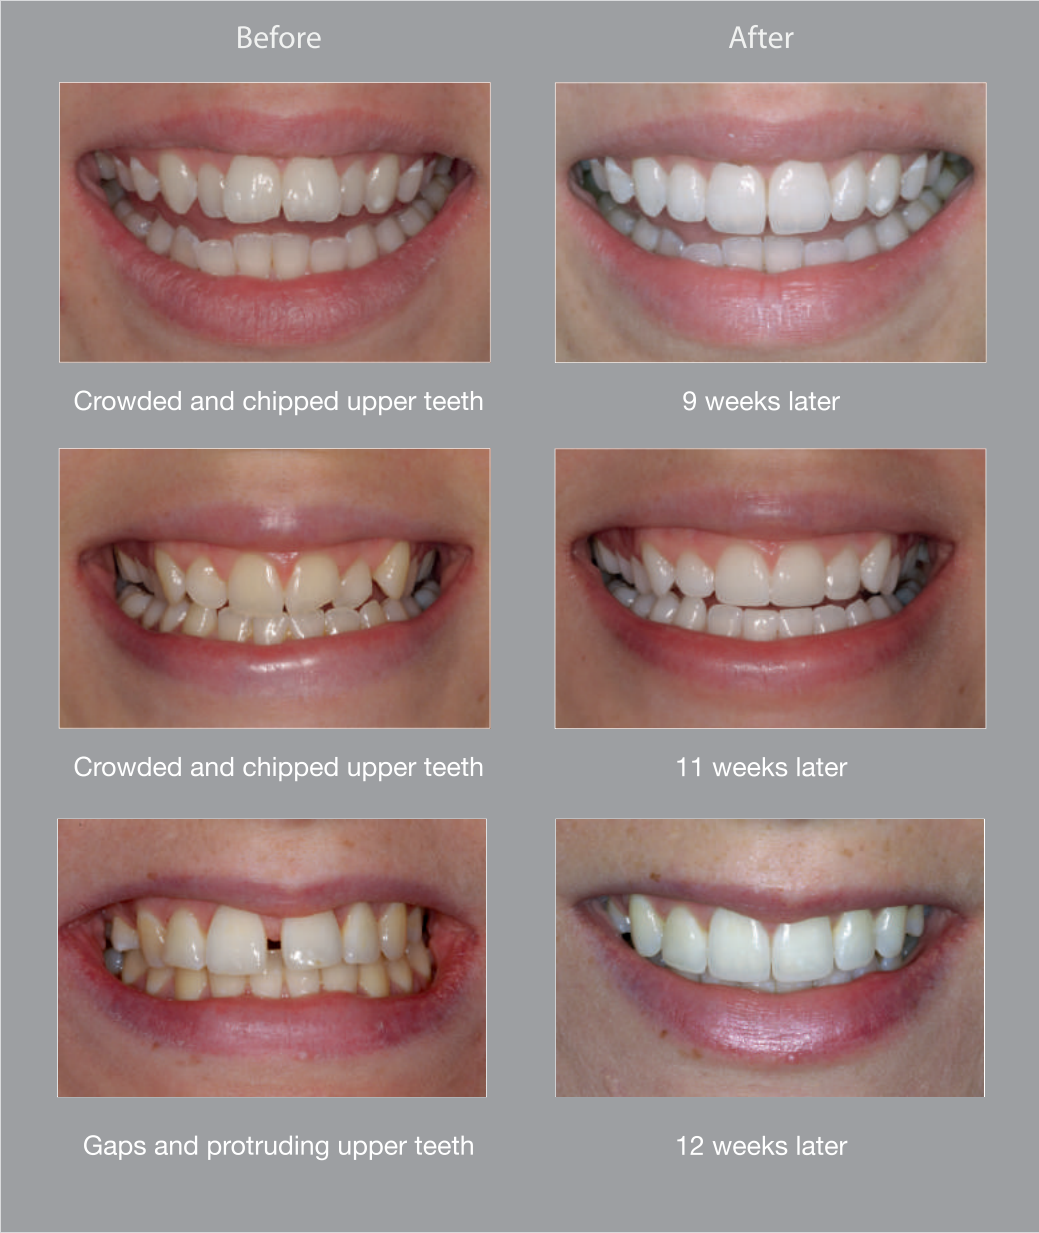 Before
After
Crowded and chipped upper teeth
9 weeks later
Crowded and chipped upper teeth
11 weeks later
Gaps and protruding upper teeth
12 weeks later